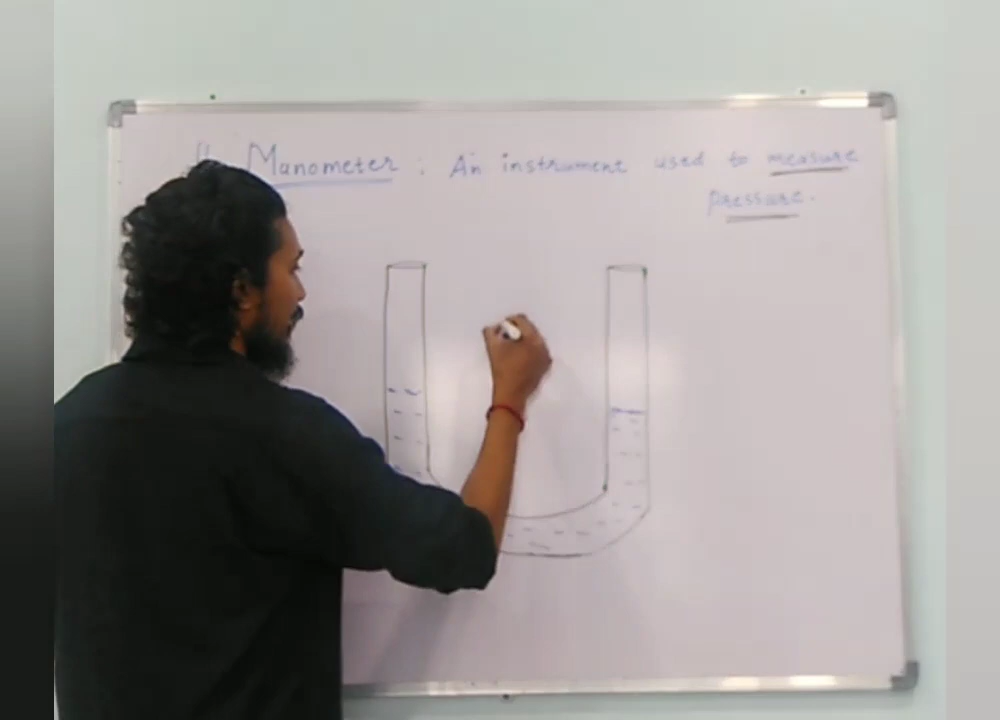 Manometer : An instrument used to measure
pressure.